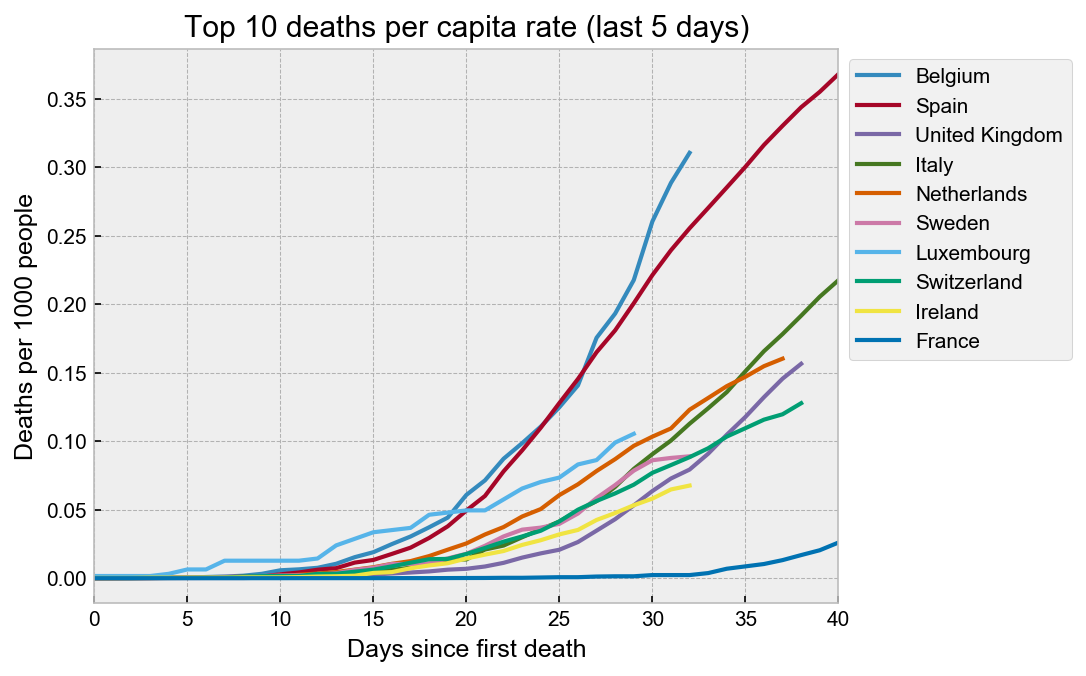 Top 10 deaths per capita rate (last 5 days)
Deaths per 1000 people
0.35
0.30
0.25
0.20
0.15
0.10
0.05
0.00
0 5 10 15 20 25 30 35 40
Days since first death
Belgium
Spain
United Kingdom
Italy
Netherlands
Sweden
Luxembourg
Switzerland
Ireland
France